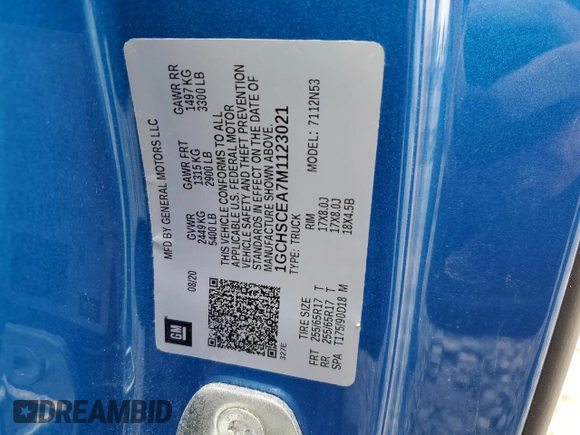 MFD BY GENERAL MOTORS LLC
08/20
GVWR
2449 KG
5400 LB
GAWR FRT
1315 KG
2900 LB
GAWR RR
1497 KG
3300 LB
THIS VEHICLE CONFORMS TO ALL
APPLICABLE U.S. FEDERAL MOTOR
VEHICLE SAFETY AND THEFT PREVENTION
STANDARDS IN EFFECT ON THE DATE OF
MANUFACTURE SHOWN ABOVE.
1GCHSCEA7M1123021
TYPE: TRUCK
MODEL: 7112N53
GM
327E
TIRE SIZE RIM
FRT 255/65R17 T 17X8.0J
RR 255/65R17 T 17X8.0J
SPA T175/90D18 M 18X4.5B
DREAMBID